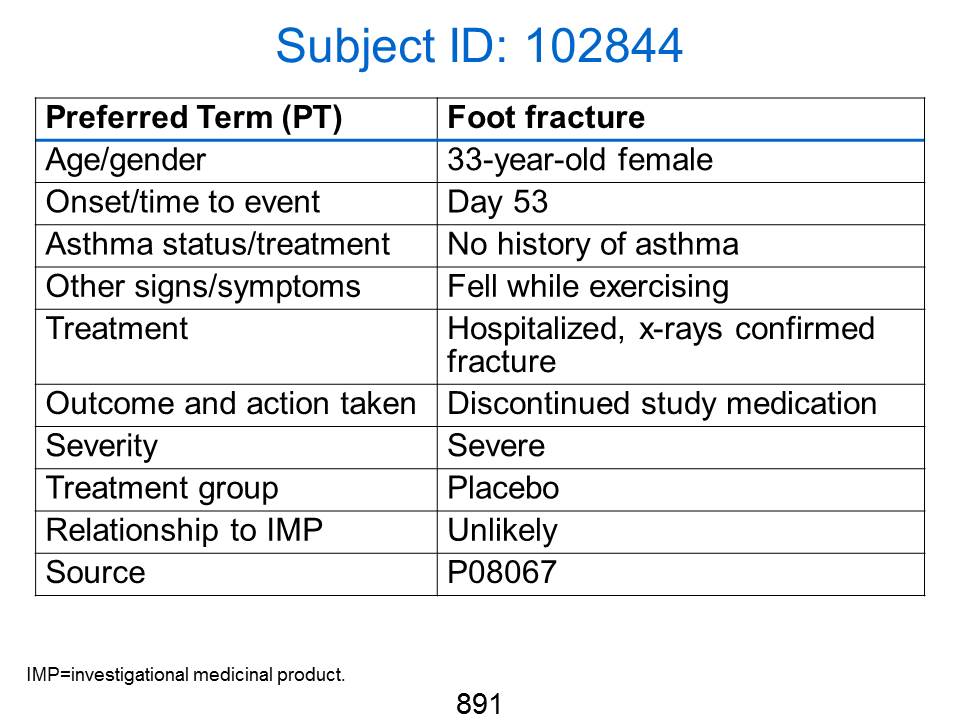 Subject ID: 102844
Preferred Term (PT) Foot fracture
Age/gender 33-year-old female
Onset/time to event Day 53
Asthma status/treatment No history of asthma
Other signs/symptoms Fell while exercising
Treatment Hospitalized, x-rays confirmed
fracture
Outcome and action taken Discontinued study medication
Severity Severe
Treatment group Placebo
Relationship to IMP Unlikely
Source P08067
IMP=investigational medicinal product.
891